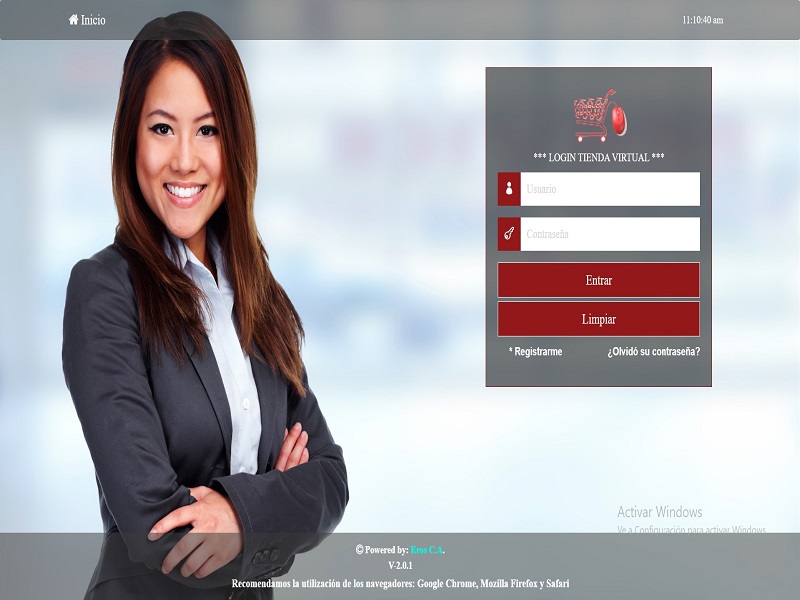 Inicio
11:10:40 am
*** LOGIN TIENDA VIRTUAL ***
Usuario
Contraseña
Entrar
Limpiar
* Registrarme
¿Olvidó su contraseña?
Activar Windows
Ve a Configuración para activar Windows.
© Powered by: Eros C.A.
V-2.0.1
Recomendamos la utilización de los navegadores: Google Chrome, Mozilla Firefox y Safari